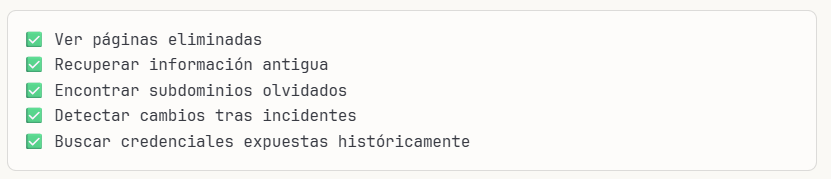 ✅ Ver páginas eliminadas
✅ Recuperar información antigua
✅ Encontrar subdominios olvidados
✅ Detectar cambios tras incidentes
✅ Buscar credenciales expuestas históricamente